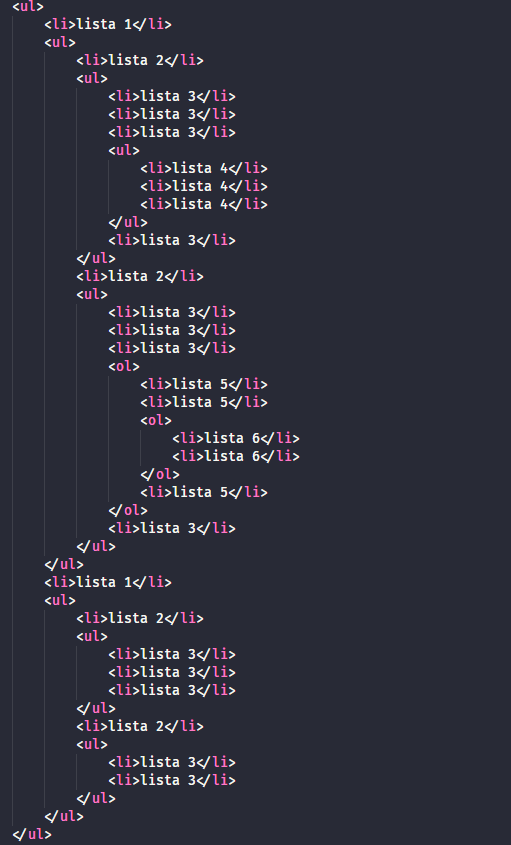 <ul>
    <li>lista 1</li>
    <ul>
        <li>lista 2</li>
        <ul>
            <li>lista 3</li>
            <li>lista 3</li>
            <li>lista 3</li>
            <ul>
                <li>lista 4</li>
                <li>lista 4</li>
                <li>lista 4</li>
            </ul>
            <li>lista 3</li>
        </ul>
        <li>lista 2</li>
        <ul>
            <li>lista 3</li>
            <li>lista 3</li>
            <li>lista 3</li>
            <ol>
                <li>lista 5</li>
                <li>lista 5</li>
                <ol>
                    <li>lista 6</li>
                    <li>lista 6</li>
                </ol>
                <li>lista 5</li>
            </ol>
            <li>lista 3</li>
        </ul>
    </ul>
    <li>lista 1</li>
    <ul>
        <li>lista 2</li>
        <ul>
            <li>lista 3</li>
            <li>lista 3</li>
            <li>lista 3</li>
        </ul>
        <li>lista 2</li>
        <ul>
            <li>lista 3</li>
            <li>lista 3</li>
        </ul>
    </ul>
</ul>